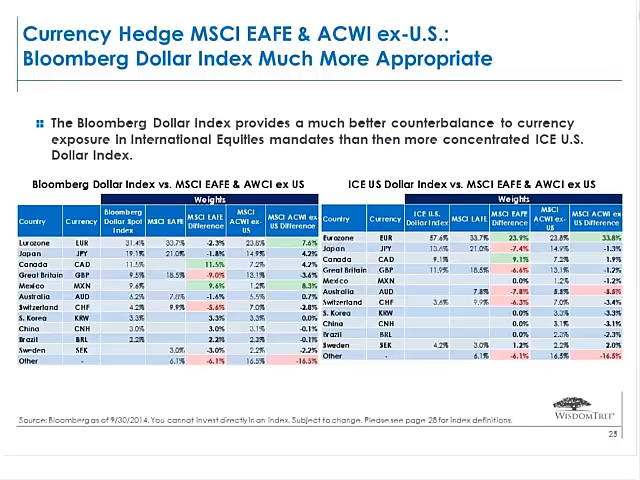 Currency Hedge MSCI EAFE & ACWI ex-U.S.:
Bloomberg Dollar Index Much More Appropriate
The Bloomberg Dollar Index provides a much better counterbalance to currency
exposure in International Equities mandates than then more concentrated ICE U.S.
Dollar Index.
Bloomberg Dollar Index vs. MSCI EAFE & AWCI ex US
Weights
Country Currency Bloomberg Dollar Spot Index MSCI EAFE MSCI EAFE Difference MSCI ACWI ex-US MSCI ACWI ex US Difference
Eurozone EUR 31.4% 33.7% -2.3% 23.8% 7.6%
Japan JPY 19.1% 21.0% -1.8% 14.9% 4.2%
Canada CAD 11.5% 11.5% 7.2% 4.2%
Great Britain GBP 9.5% 18.5% -9.0% 13.1% -3.6%
Mexico MXN 9.6% 9.6% 1.2% 8.3%
Australia AUD 6.2% 7.8% -1.6% 5.5% 0.7%
Switzerland CHF 4.2% 9.9% -5.6% 7.0% -2.8%
S. Korea KRW 3.3% 3.3% 3.3% 0.0%
China CNH 3.0% 3.0% 3.1% -0.1%
Brazil BRL 2.2% 2.2% 2.3% -0.1%
Sweden SEK 3.0% -3.0% 2.2% -2.2%
Other - 6.1% -6.1% 16.5% -16.5%
ICE US Dollar Index vs. MSCI EAFE & AWCI ex US
Weights
Country Currency ICE U.S. Dollar Index MSCI EAFE MSCI EAFE Difference MSCI ACWI ex-US MSCI ACWI ex US Difference
Eurozone EUR 57.6% 33.7% 23.9% 23.8% 33.8%
Japan JPY 13.6% 21.0% -7.4% 14.9% -1.3%
Canada CAD 9.1% 9.1% 7.2% 1.9%
Great Britain GBP 11.9% 18.5% -6.6% 13.1% -1.2%
Mexico MXN 0.0% 1.2% -1.2%
Australia AUD 7.8% -7.8% 5.5% -5.5%
Switzerland CHF 3.6% 9.9% -6.3% 7.0% -3.4%
S. Korea KRW 0.0% 3.3% -3.3%
China CNH 0.0% 3.1% -3.1%
Brazil BRL 0.0% 2.3% -2.3%
Sweden SEK 4.2% 3.0% 1.2% 2.2% 2.0%
Other - 6.1% -6.1% 16.5% -16.5%
Source: Bloomberg as of 9/30/2014. You cannot invest directly in an index. Subject to change. Please see page 28 for index definitions.
WISDOMTREE
25